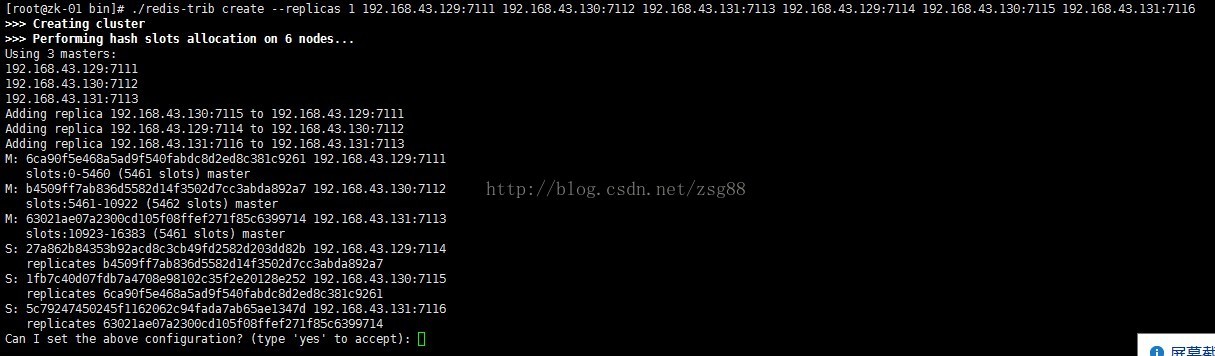 [root@zk-01 bin]# ./redis-trib create --replicas 1 192.168.43.129:7111 192.168.43.130:7112 192.168.43.131:7113 192.168.43.129:7114 192.168.43.130:7115 192.168.43.131:7116
>>> Creating cluster
>>> Performing hash slots allocation on 6 nodes...
Using 3 masters:
192.168.43.129:7111
192.168.43.130:7112
192.168.43.131:7113
Adding replica 192.168.43.130:7115 to 192.168.43.129:7111
Adding replica 192.168.43.129:7114 to 192.168.43.130:7112
Adding replica 192.168.43.131:7116 to 192.168.43.131:7113
M: 6ca90f5e468a5ad9f540fabdc8d2ed8c381c9261 192.168.43.129:7111
slots:0-5460 (5461 slots) master
M: b4509ff7ab836d5582d14f3502d7cc3abda892a7 192.168.43.130:7112
slots:5461-10922 (5462 slots) master
http://blog.csdn.net/zsg88
M: 63021ae07a2300cd105f08ffef271f85c6399714 192.168.43.131:7113
slots:10923-16383 (5461 slots) master
S: 27a862b84353b92acd8c3cb49fd2582d203dd82b 192.168.43.129:7114
replicates b4509ff7ab836d5582d14f3502d7cc3abda892a7
S: 1fb7c40d07fdb7a4708e98102c35f2e20128e252 192.168.43.130:7115
replicates 6ca90f5e468a5ad9f540fabdc8d2ed8c381c9261
S: 5c79247450245f1162062c94fada7ab65ae1347d 192.168.43.131:7116
replicates 63021ae07a2300cd105f08ffef271f85c6399714
Can I set the above configuration? (type 'yes' to accept):
屏幕截